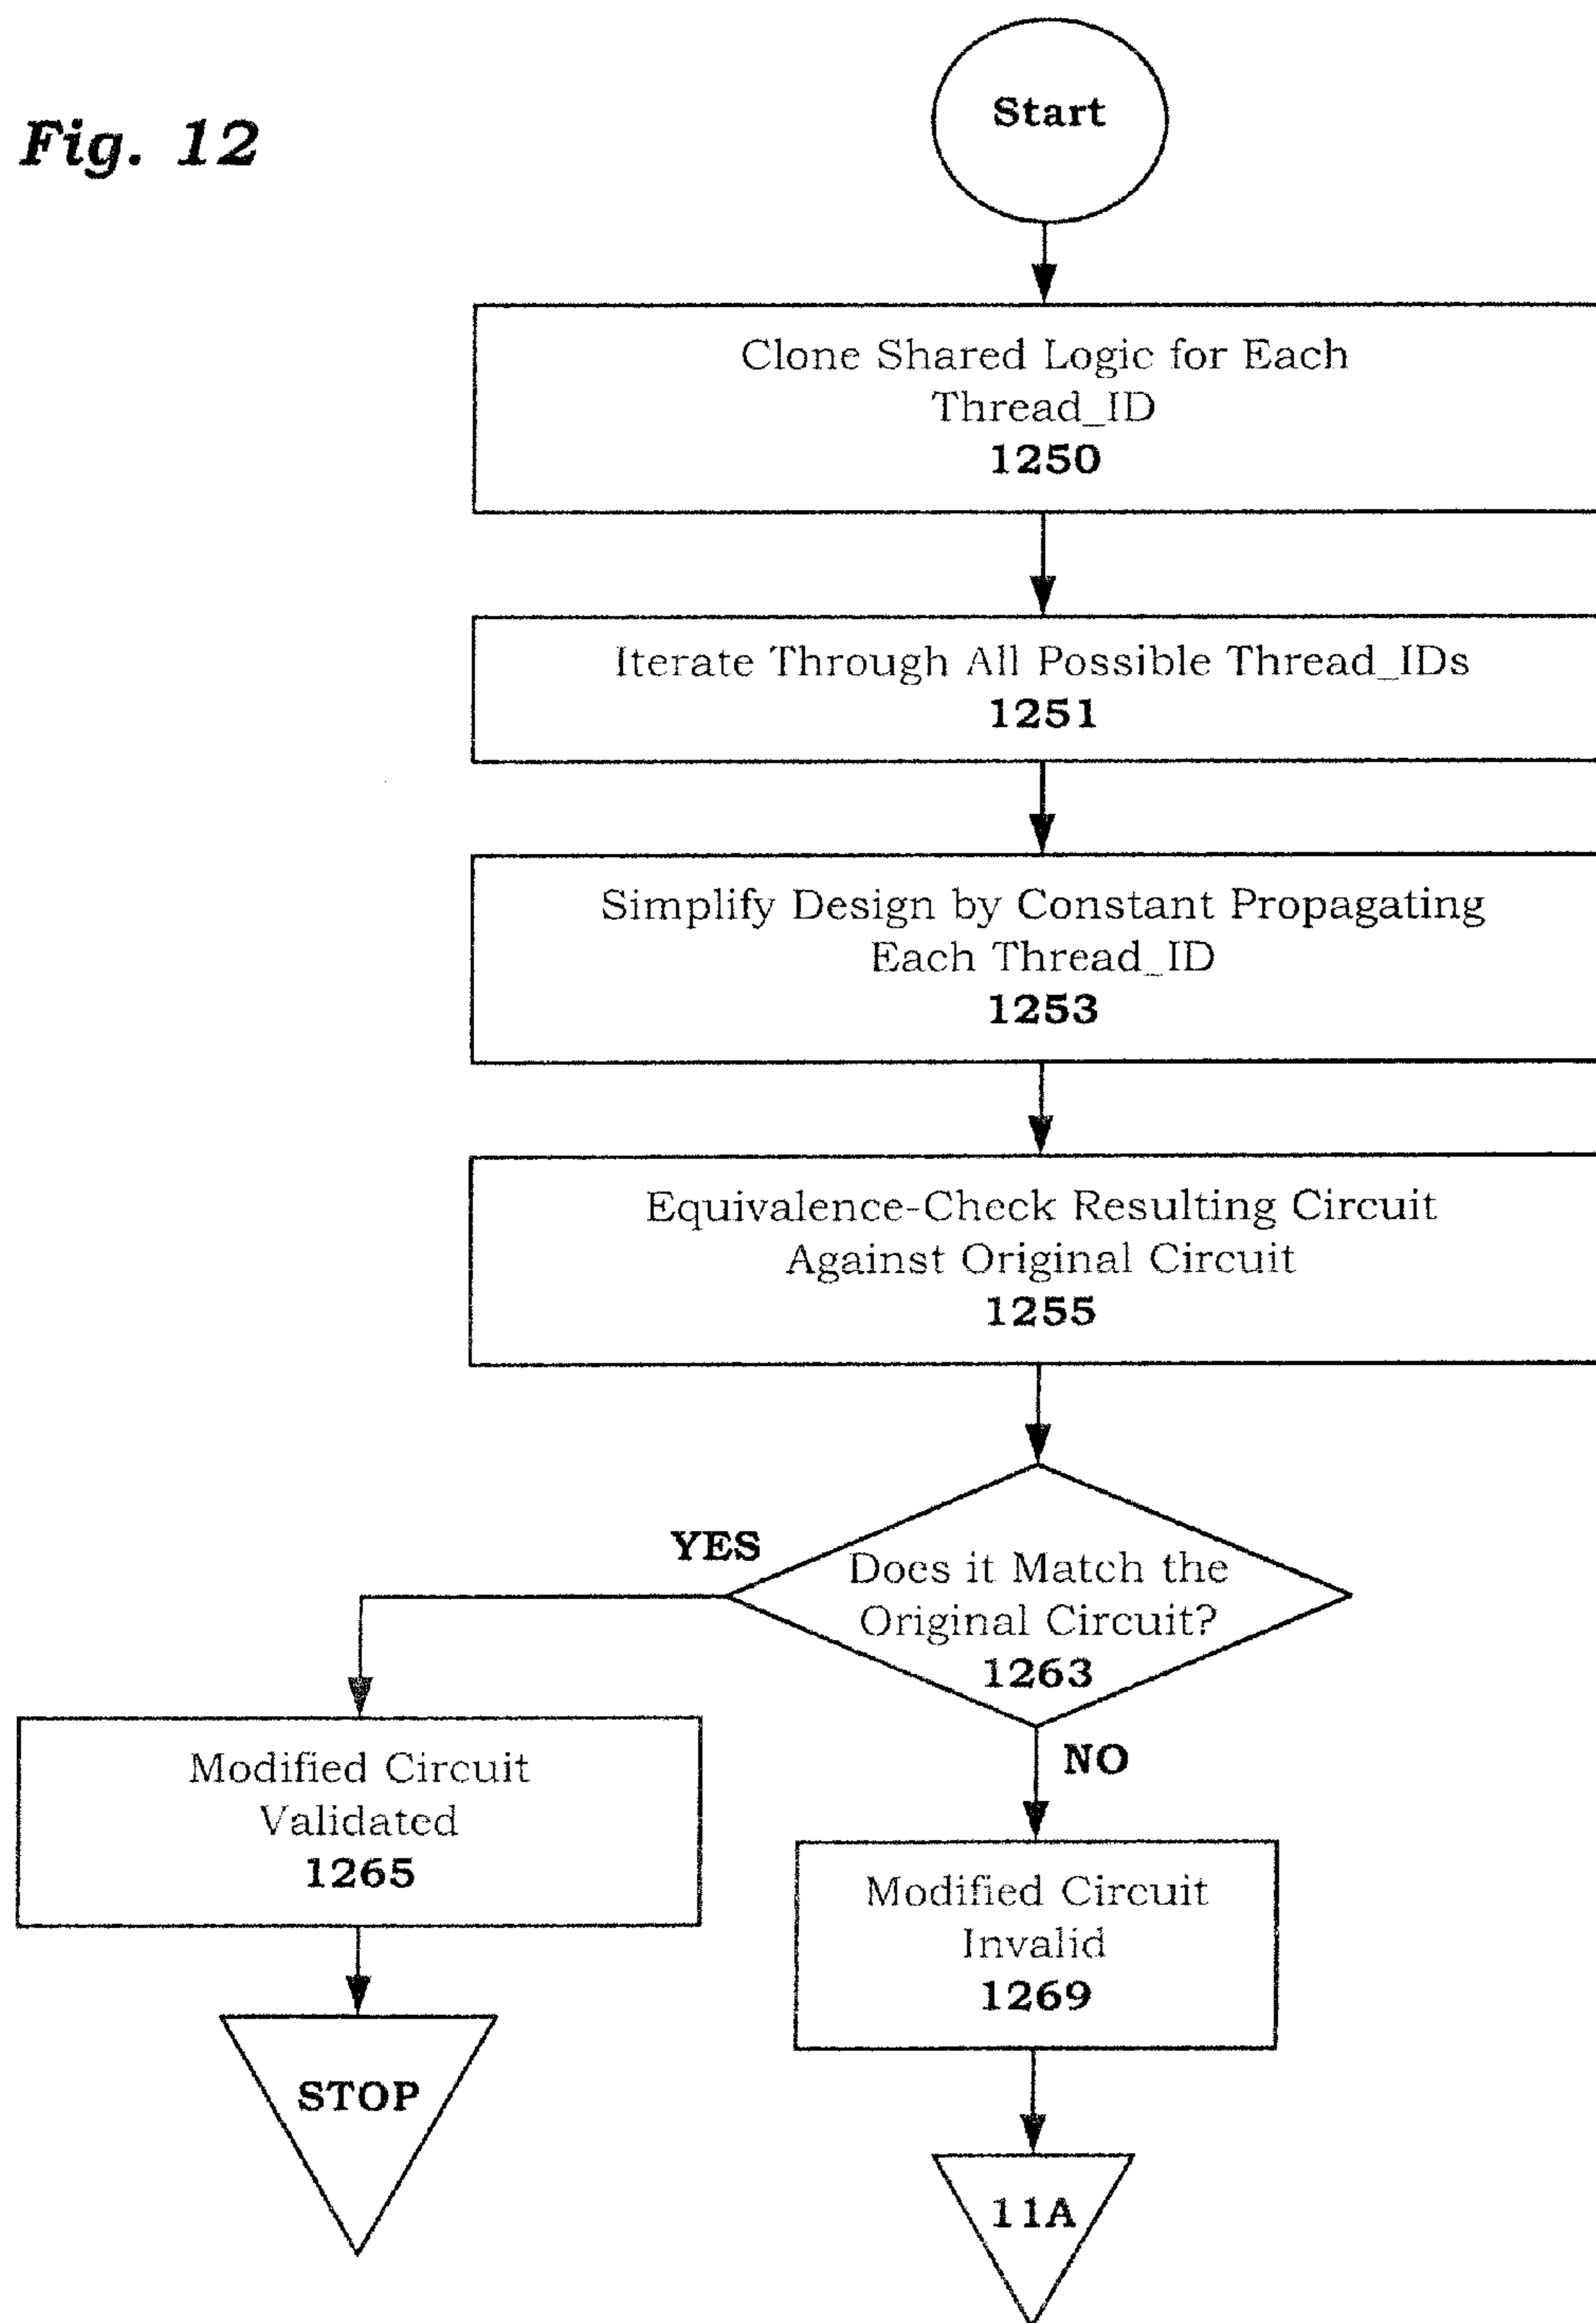 Fig. 12
Start
Clone Shared Logic for Each
Thread_ID
1250
Iterate Through All Possible Thread_IDs
1251
Simplify Design by Constant Propagating
Each Thread_ID
1253
Equivalence-Check Resulting Circuit
Against Original Circuit
1255
YES
Does it Match the
Original Circuit?
1263
NO
Modified Circuit
Validated
1265
Modified Circuit
Invalid
1269
STOP
11A